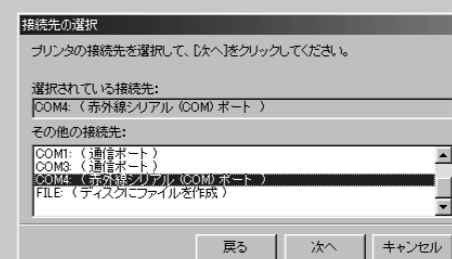 接続先の選択
プリンタの接続先を選択して、[次へ]をクリックしてください。
選択されている接続先:
COM4: (赤外線シリアル (COM) ポート )
その他の接続先:
COM1: (通信ポート)
COM3: (通信ポート)
COM4: (赤外線シリアル (COM) ポート )
FILE: (ディスクにファイルを作成)
戻る 次へ キャンセル